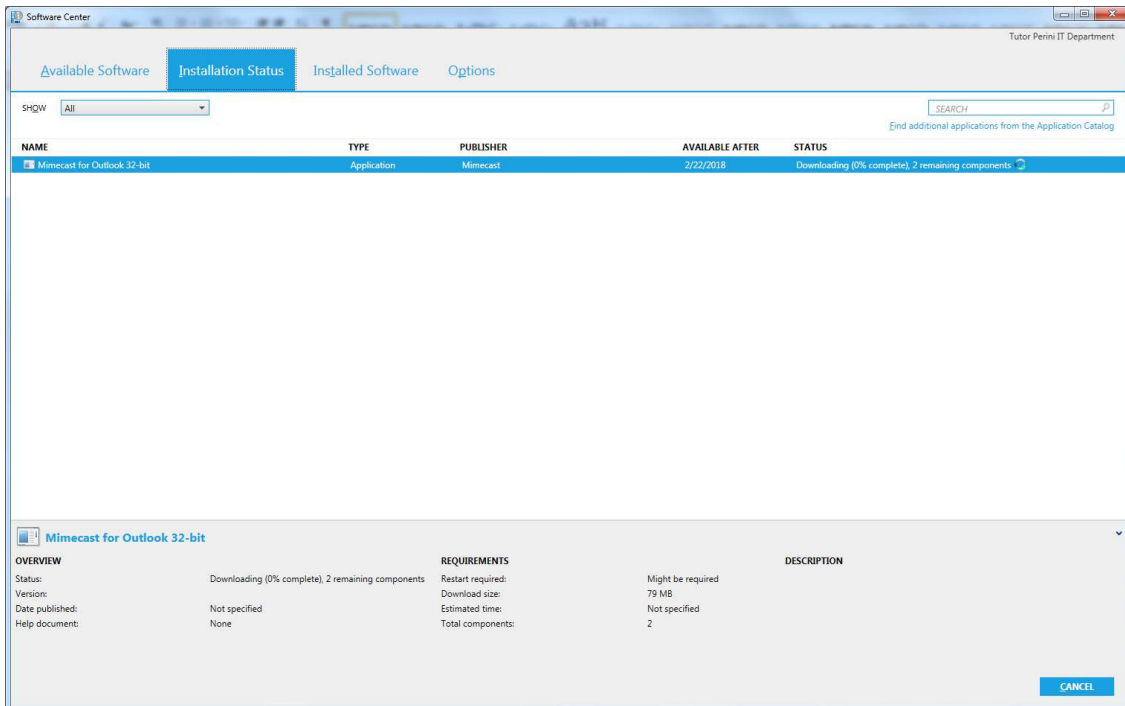 Software Center
Tutor Perini IT Department
Available Software Installation Status Installed Software Options
SHOW All SEARCH
Find additional applications from the Application Catalog
NAME TYPE PUBLISHER AVAILABLE AFTER STATUS
Mimecast for Outlook 32-bit Application Mimecast 2/22/2018 Downloading (0% complete), 2 remaining components
Mimecast for Outlook 32-bit
OVERVIEW REQUIREMENTS DESCRIPTION
Status: Downloading (0% complete), 2 remaining components Restart required: Might be required
Version: Download size: 79 MB
Date published: Not specified Estimated time: Not specified
Help document: None Total components: 2
CANCEL